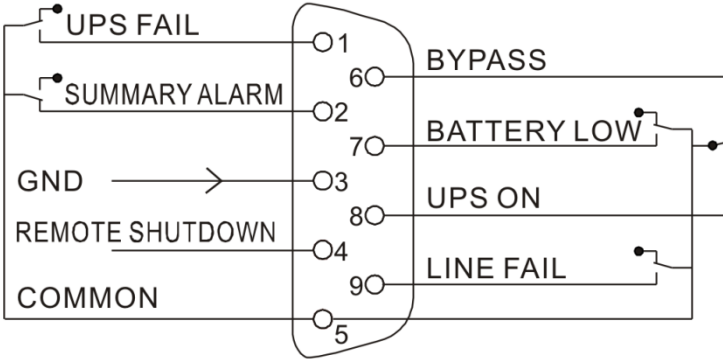 UPS FAIL
1
6
BYPASS
SUMMARY ALARM
2
7
BATTERY LOW
GND
3
8
UPS ON
REMOTE SHUTDOWN
4
9
LINE FAIL
COMMON
5